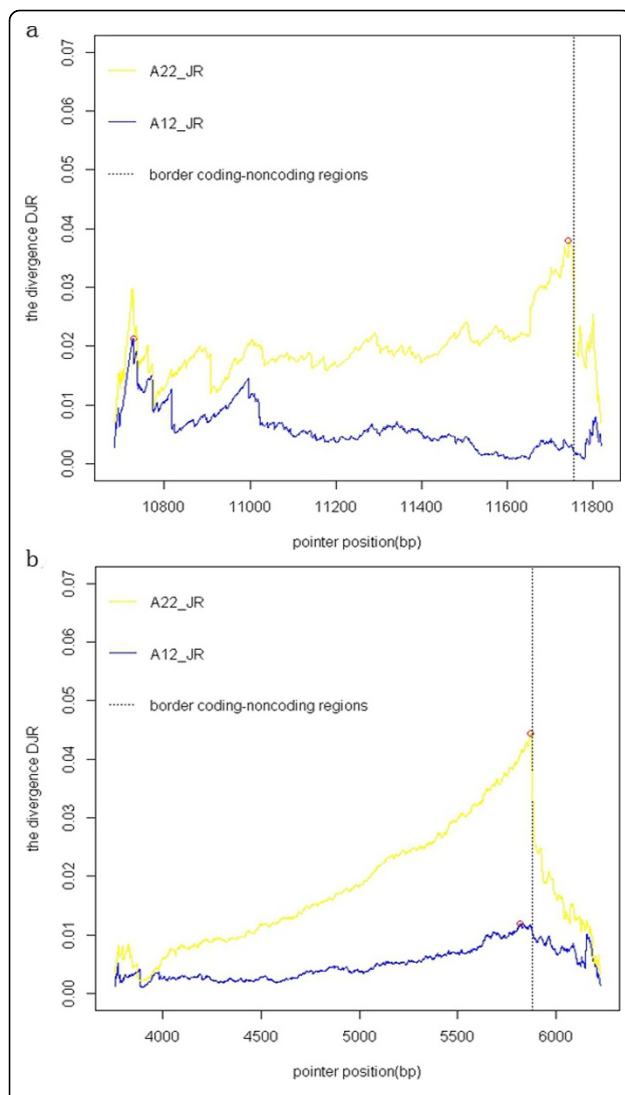 a
0.07
0.06
0.05
0.04
0.03
0.02
0.01
0.00
the divergence DJR
A22_JR
A12_JR
border coding-noncoding regions
10800 11000 11200 11400 11600 11800
pointer position(bp)
b
0.07
0.06
0.05
0.04
0.03
0.02
0.01
0.00
the divergence DJR
A22_JR
A12_JR
border coding-noncoding regions
4000 4500 5000 5500 6000
pointer position(bp)